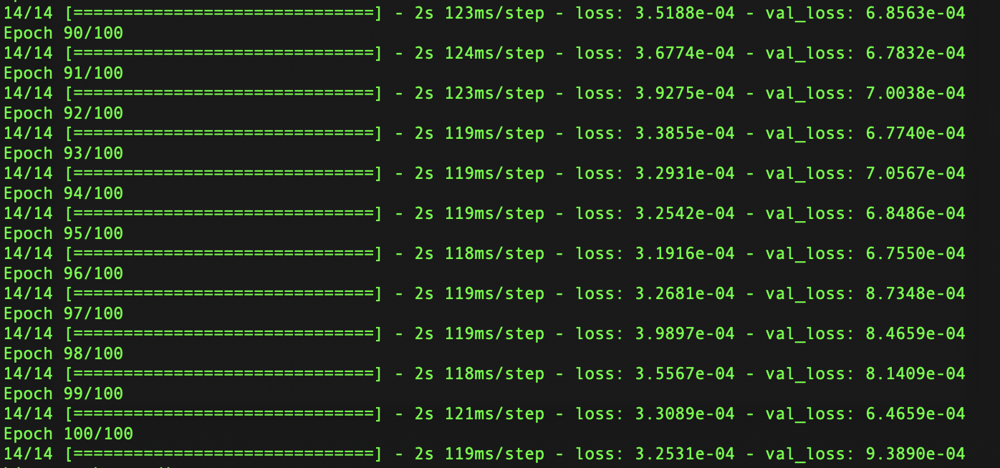 14/14 [==============================] - 2s 123ms/step - loss: 3.5188e-04 - val_loss: 6.8563e-04
Epoch 90/100
14/14 [==============================] - 2s 124ms/step - loss: 3.6774e-04 - val_loss: 6.7832e-04
Epoch 91/100
14/14 [==============================] - 2s 123ms/step - loss: 3.9275e-04 - val_loss: 7.0038e-04
Epoch 92/100
14/14 [==============================] - 2s 119ms/step - loss: 3.3855e-04 - val_loss: 6.7740e-04
Epoch 93/100
14/14 [==============================] - 2s 119ms/step - loss: 3.2931e-04 - val_loss: 7.0567e-04
Epoch 94/100
14/14 [==============================] - 2s 119ms/step - loss: 3.2542e-04 - val_loss: 6.8486e-04
Epoch 95/100
14/14 [==============================] - 2s 118ms/step - loss: 3.1916e-04 - val_loss: 6.7550e-04
Epoch 96/100
14/14 [==============================] - 2s 119ms/step - loss: 3.2681e-04 - val_loss: 8.7348e-04
Epoch 97/100
14/14 [==============================] - 2s 119ms/step - loss: 3.9897e-04 - val_loss: 8.4659e-04
Epoch 98/100
14/14 [==============================] - 2s 118ms/step - loss: 3.5567e-04 - val_loss: 8.1409e-04
Epoch 99/100
14/14 [==============================] - 2s 121ms/step - loss: 3.3089e-04 - val_loss: 6.4659e-04
Epoch 100/100
14/14 [==============================] - 2s 119ms/step - loss: 3.2531e-04 - val_loss: 9.3890e-04